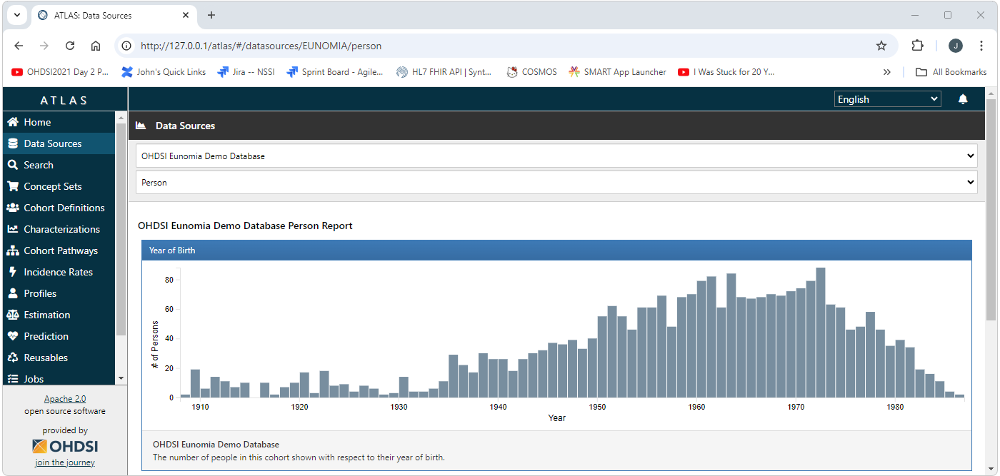 ATLAS: Data Sources
http://127.0.0.1/atlas/#/datasources/EUNOMIA/person
J
OHDSI2021 Day 2 P...
John's Quick Links
Jira -- NSSI
Sprint Board - Agile...
HL7 FHIR API | Synt...
COSMOS
SMART App Launcher
I Was Stuck for 20 Y...
All Bookmarks
ATLAS
English
Home
Data Sources
Search
Concept Sets
Cohort Definitions
Characterizations
Cohort Pathways
Incidence Rates
Profiles
Estimation
Prediction
Reusables
Jobs
Apache 2.0
open source software
provided by
OHDSI
join the journey
Data Sources
OHDSI Eunomia Demo Database
Person
OHDSI Eunomia Demo Database Person Report
Year of Birth
# of Persons
80
60
40
20
0
1910 1920 1930 1940 1950 1960 1970 1980
Year
OHDSI Eunomia Demo Database
The number of people in this cohort shown with respect to their year of birth.